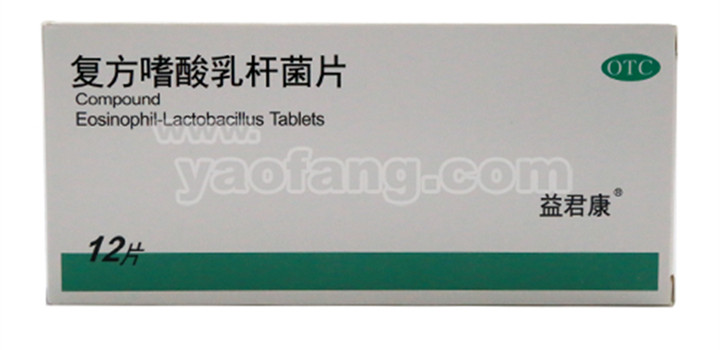 复方嗜酸乳杆菌片
OTC
Compound
Eosinophil-Lactobacillus Tablets
www.
yaofang.com
益君康®
12片